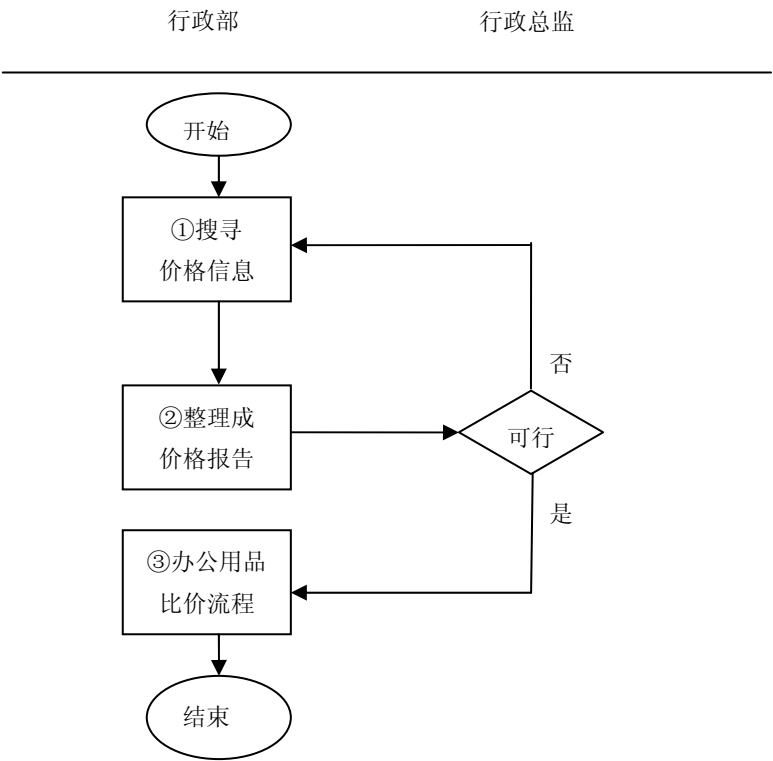 行政部
行政总监
开始
①搜寻
价格信息
否
②整理成
价格报告
可行
是
③办公用品
比价流程
结束